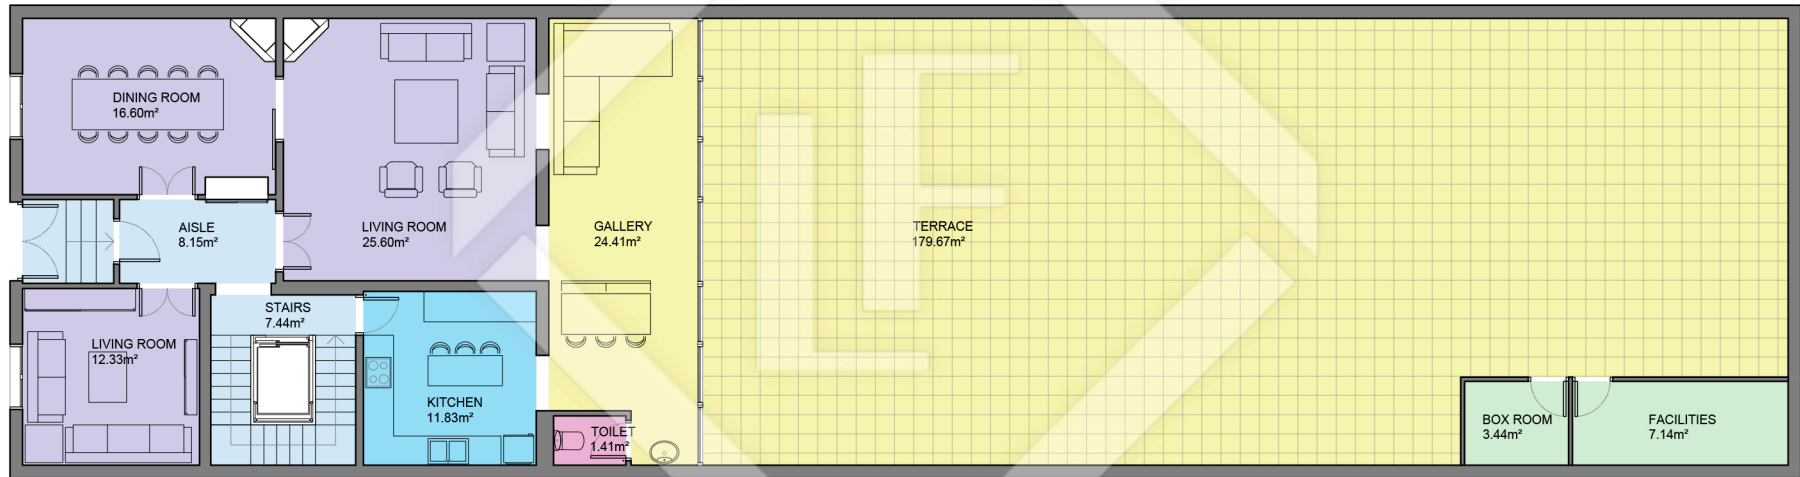 DINING ROOM
16.60m²
AISLE
8.15m²
LIVING ROOM
25.60m²
GALLERY
24.41m²
TERRACE
179.67m²
STAIRS
7.44m²
LIVING ROOM
12.33m²
KITCHEN
11.83m²
TOILET
1.41m²
BOX ROOM
3.44m²
FACILITIES
7.14m²
LF